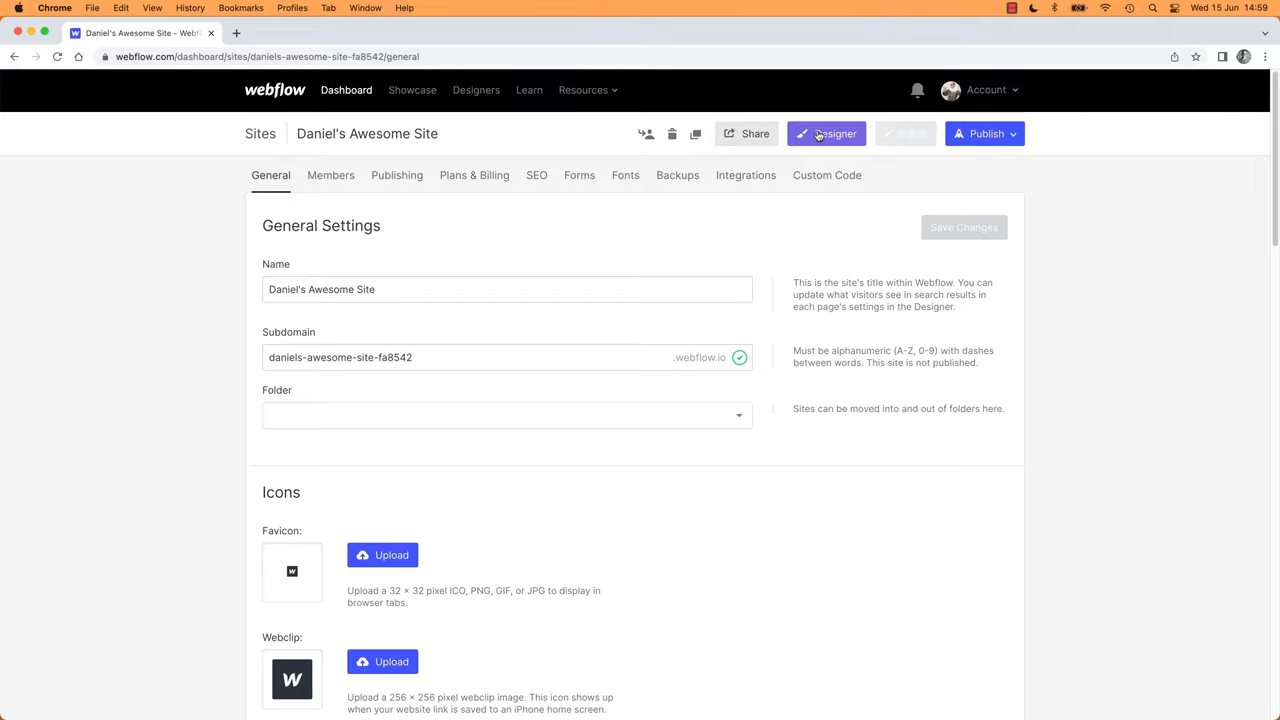 Chrome File Edit View History Bookmarks Profiles Tab Window Help Wed 15 Jun 14:59
Daniel's Awesome Site - Webf
webflow.com/dashboard/sites/daniels-awesome-site-fa8542/general
webflow Dashboard Showcase Designers Learn Resources Account
Sites Daniel's Awesome Site Share Designer Publish
General Members Publishing Plans & Billing SEO Forms Fonts Backups Integrations Custom Code
General Settings Save Changes
Name
Daniel's Awesome Site
This is the site's title within Webflow. You can
update what visitors see in search results in
each page's settings in the Designer.
Subdomain
daniels-awesome-site-fa8542 .webflow.io
Must be alphanumeric (A-Z, 0-9) with dashes
between words. This site is not published.
Folder
Sites can be moved into and out of folders here.
Icons
Favicon:
Upload
Upload a 32 × 32 pixel ICO, PNG, GIF, or JPG to display in
browser tabs.
Webclip:
Upload
Upload a 256 × 256 pixel webclip image. This icon shows up
when your website link is saved to an iPhone home screen.